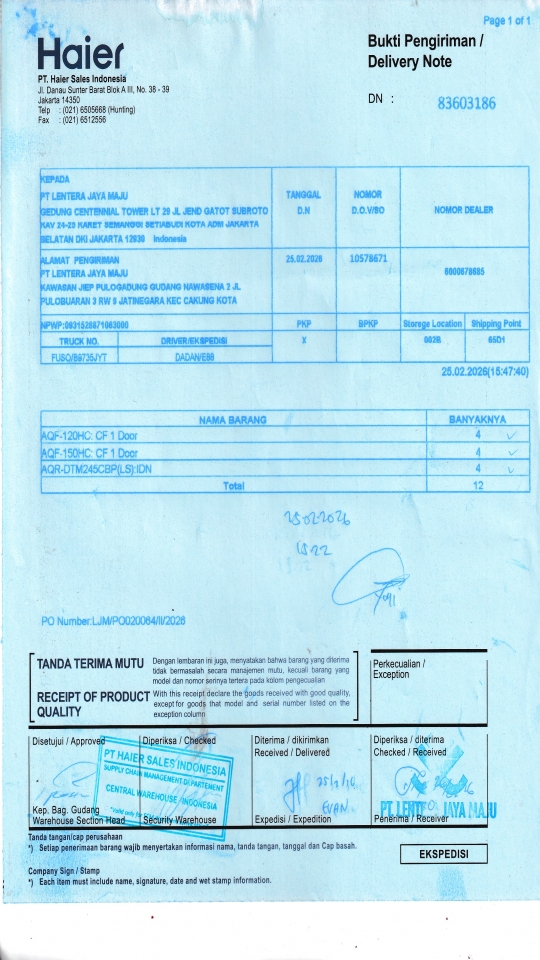 Page 1 of 1
Haier
PT. Haier Sales Indonesia
Jl. Danau Sunter Barat Blok A III, No. 38 - 39
Jakarta 14350
Telp : (021) 6505668 (Hunting)
Fax : (021) 6512556
Bukti Pengiriman /
Delivery Note
DN : 83603186
KEPADA
PT LENTERA JAYA MAJU
GEDUNG CENTENNIAL TOWER LT 29 JL JEND GATOT SUBROTO
KAV 24-25 KARET SEMANGGI SETIABUDI KOTA ADM JAKARTA
SELATAN DKI JAKARTA 12930 Indonesia
TANGGAL
D.N
NOMOR
D.O.V/SO
NOMOR DEALER
ALAMAT PENGIRIMAN
PT LENTERA JAYA MAJU
KAWASAN JIEP PULOGADUNG GUDANG NAWASENA 2 JL
PULOBUARAN 3 RW 9 JATINEGARA KEC CAKUNG KOTA
25.02.2026
10578671
NPWP:
PKP
BPKP
Storage Location
Shipping Point
TRUCK NO.
DRIVER/EKSPEDISI
X
002B
65D1
FUSO/B9735JYT
DADAN/E89
25.02.2026(15:47:40)
NAMA BARANG BANYAKNYA
AQF-120HC: CF 1 Door 4
AQF-150HC: CF 1 Door 4
AQR-DTM245CBP(LS):IDN 4
Total 12
25-02-2026
1822
Yogi
PO Number:LJM/PO020064/II/2026
TANDA TERIMA MUTU
Dengan lembaran ini juga, menyatakan bahwa barang yang diterima
tidak bermasalah secara manajemen mutu, kecuali barang yang
model dan nomor serinya tertera pada kolom pengecualian
RECEIPT OF PRODUCT
QUALITY
With this receipt declare the goods received with good quality,
except for goods that model and serial number listed on the
exception column
Perkecualian /
Exception
Disetujui / Approved
Diperiksa / Checked
Diterima / dikirimkan
Received / Delivered
Diperiksa / diterima
Checked / Received
PT HAIER SALES INDONESIA
SUPPLY CHAIN MANAGEMENT DEPARTEMENT
CENTRAL WAREHOUSE / INDONESIA
EVAN
PT LENTERA JAYA MAJU
Kep. Bag. Gudang
Warehouse Section Head
Security Warehouse
Expedisi / Expedition
Penerima / Receiver
Tanda tangan/cap perusahaan
*) Setiap penerimaan barang wajib menyertakan informasi nama, tanda tangan, tanggal dan Cap basah.
EKSPEDISI
Company Sign / Stamp
*) Each item must include name, signature, date and wet stamp information.